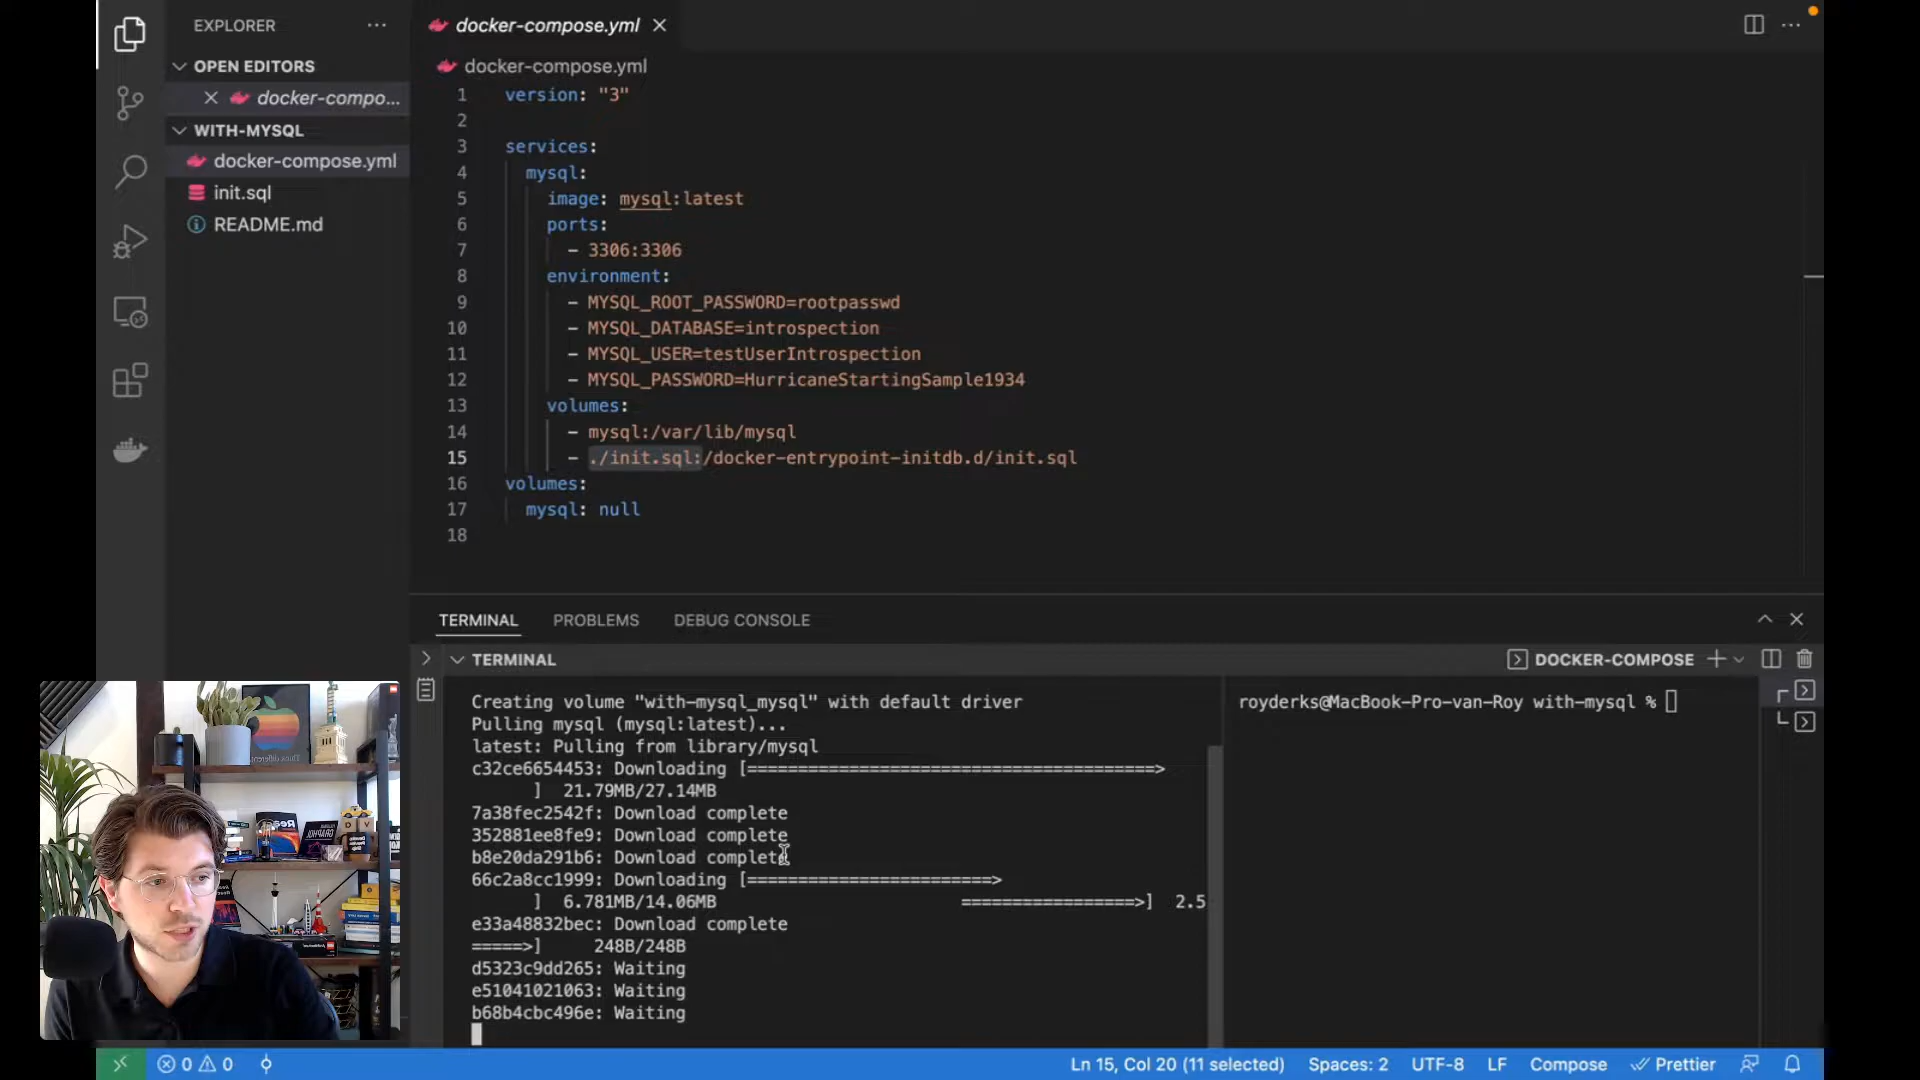 EXPLORER
docker-compose.yml
OPEN EDITORS
docker-compo...
docker-compose.yml
WITH-MYSQL
docker-compose.yml
init.sql
README.md
1 version: "3"
2
3 services:
4 mysql:
5 image: mysql:latest
6 ports:
7 - 3306:3306
8 environment:
9 - MYSQL_ROOT_PASSWORD=rootpasswd
10 - MYSQL_DATABASE=introspection
11 - MYSQL_USER=testUserIntrospection
12 - MYSQL_PASSWORD=HurricaneStartingSample1934
13 volumes:
14 - mysql:/var/lib/mysql
15 - ./init.sql:/docker-entrypoint-initdb.d/init.sql
16 volumes:
17 mysql: null
18
TERMINAL PROBLEMS DEBUG CONSOLE
TERMINAL
DOCKER-COMPOSE
Creating volume "with-mysql_mysql" with default driver
Pulling mysql (mysql:latest)...
latest: Pulling from library/mysql
c32ce6654453: Downloading [========================================>
] 21.79MB/27.14MB
7a38fec2542f: Download complete
352881ee8fe9: Download complete
b8e20da291b6: Download complete
66c2a8cc1999: Downloading [========================>
] 6.781MB/14.06MB =================>] 2.5
e33a48832bec: Download complete
=====>] 248B/248B
d5323c9dd265: Waiting
e51041021063: Waiting
b68b4cbc496e: Waiting
royderks@MacBook-Pro-van-Roy with-mysql %
0 0
Ln 15, Col 20 (11 selected) Spaces: 2 UTF-8 LF Compose Prettier